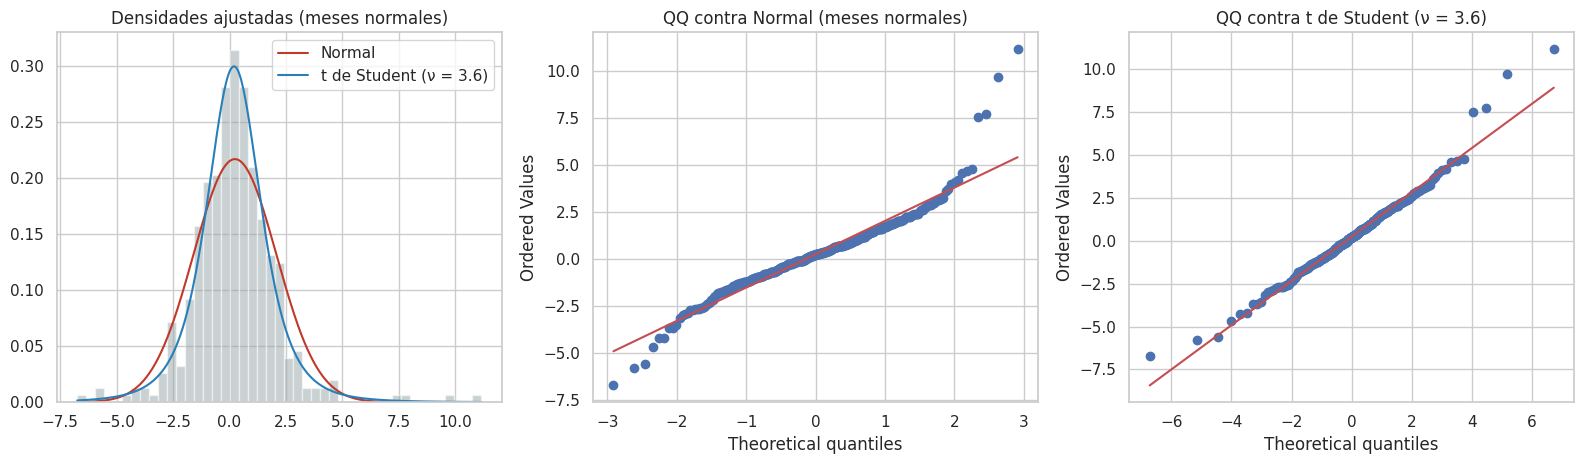 Densidades ajustadas (meses normales)
Normal
t de Student (ν = 3.6)
0.30
0.25
0.20
0.15
0.10
0.05
0.00
−7.5 −5.0 −2.5 0.0 2.5 5.0 7.5 10.0
QQ contra Normal (meses normales)
Ordered Values
10.0
7.5
5.0
2.5
0.0
−2.5
−5.0
−7.5
−3 −2 −1 0 1 2 3
Theoretical quantiles
QQ contra t de Student (ν = 3.6)
Ordered Values
10.0
7.5
5.0
2.5
0.0
−2.5
−5.0
−7.5
−6 −4 −2 0 2 4 6
Theoretical quantiles